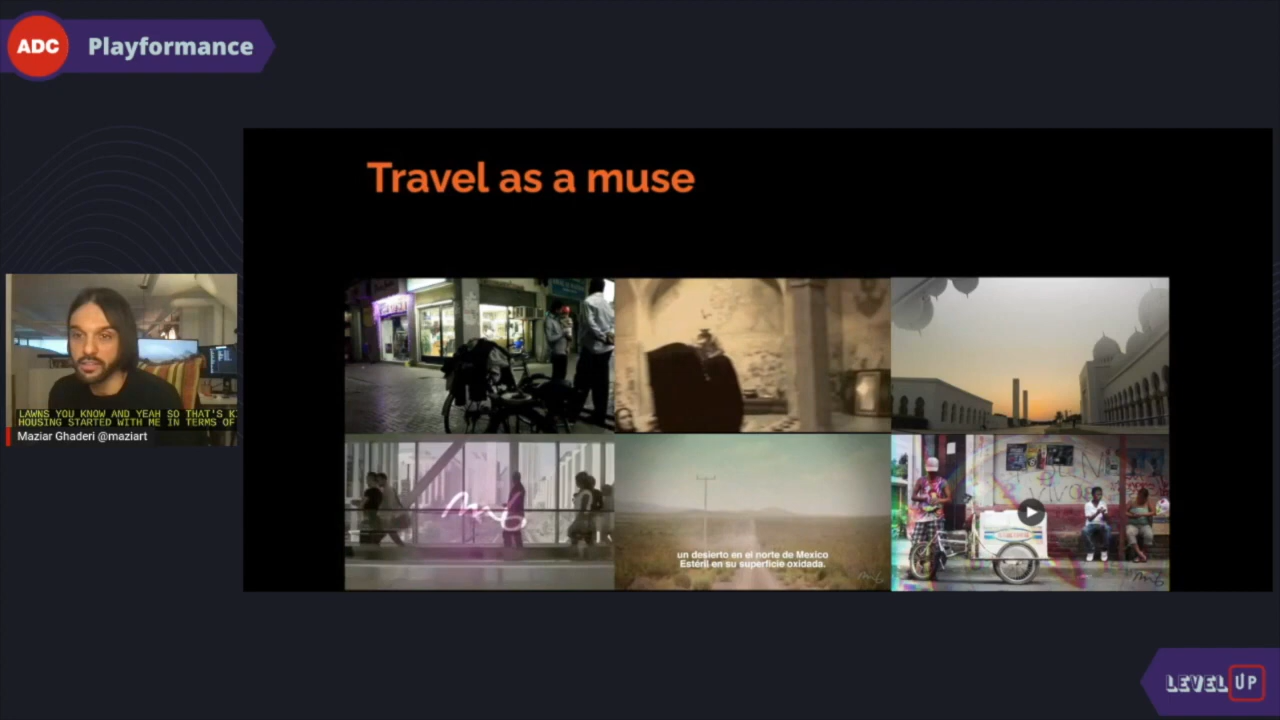 ADC
Playformance
Travel as a muse
LAWNS YOU KNOW AND YEAH SO THAT'S K
HOUSING STARTED WITH ME IN TERMS OF
Maziar Ghaderi @maziart
un desierto en el norte de Mexico
Estéril en su superficie oxidada.
LEVEL UP